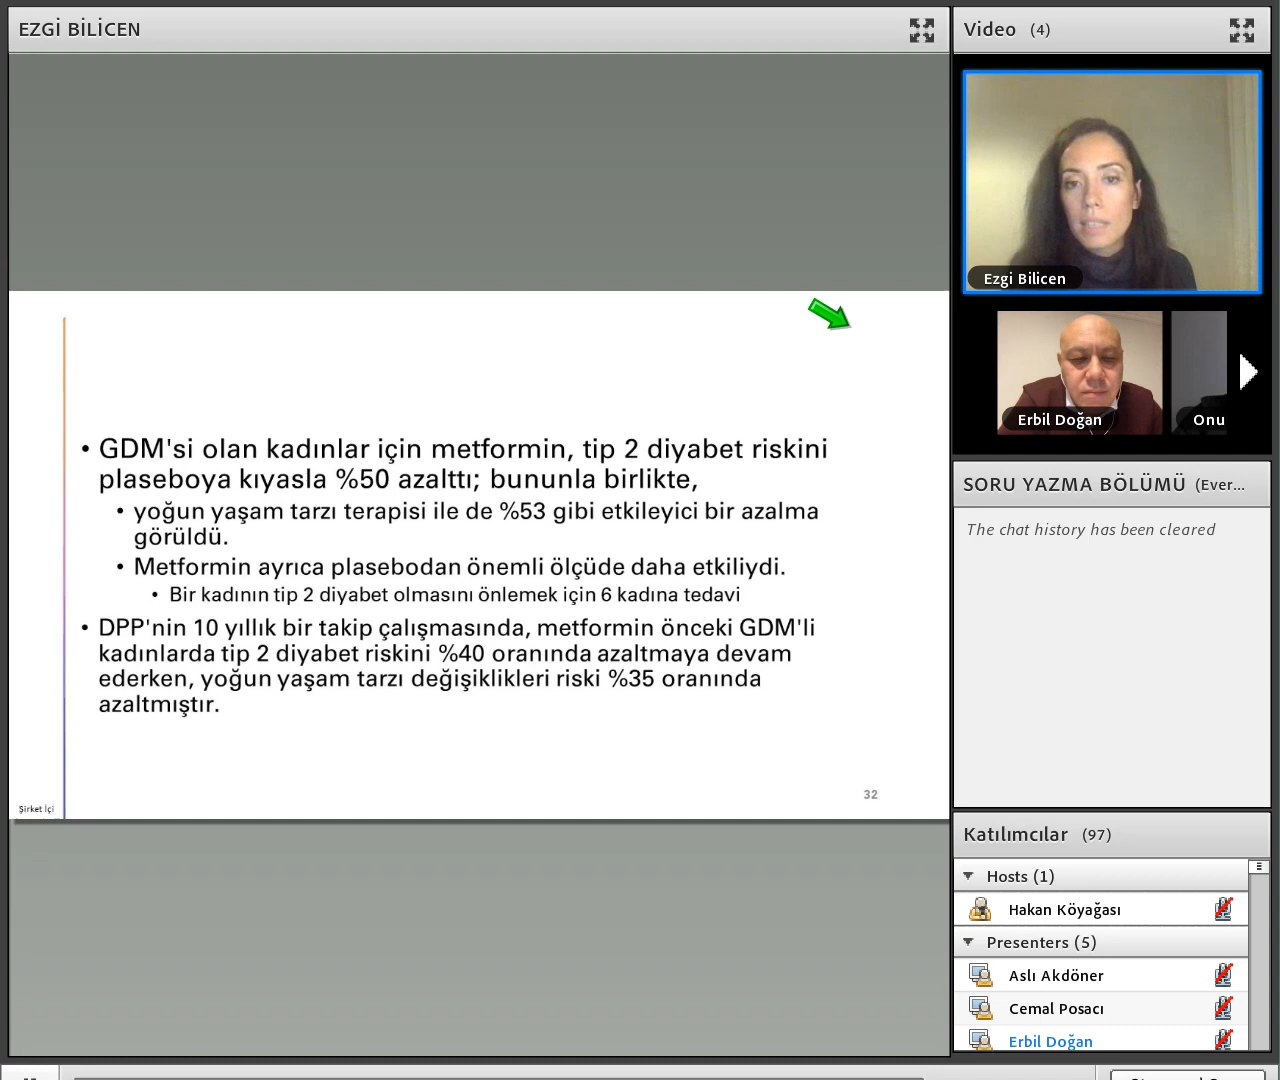 EZGİ BİLİCEN
Video (4)
Ezgi Bilicen
Erbil Doğan
Onu
• GDM'si olan kadınlar için metformin, tip 2 diyabet riskini
plaseboya kıyasla %50 azalttı; bununla birlikte,
• yoğun yaşam tarzı terapisi ile de %53 gibi etkileyici bir azalma
görüldü.
• Metformin ayrıca plasebodan önemli ölçüde daha etkiliydi.
• Bir kadının tip 2 diyabet olmasını önlemek için 6 kadına tedavi
• DPP'nin 10 yıllık bir takip çalışmasında, metformin önceki GDM'li
kadınlarda tip 2 diyabet riskini %40 oranında azaltmaya devam
ederken, yoğun yaşam tarzı değişiklikleri riski %35 oranında
azaltmıştır.
32
Şirket İçi
SORU YAZMA BÖLÜMÜ (Ever...
The chat history has been cleared
Katılımcılar (97)
Hosts (1)
Hakan Köyağası
Presenters (5)
Aslı Akdöner
Cemal Posacı
Erbil Doğan